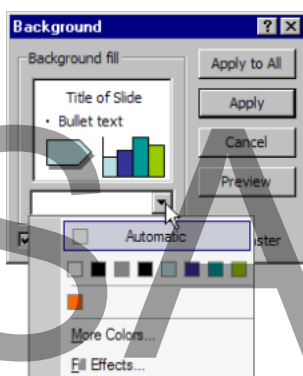 Background
Background fill
Title of Slide
• Bullet text
Apply to All
Apply
Cancel
Preview
Automatic
More Colors...
Fill Effects...
SA